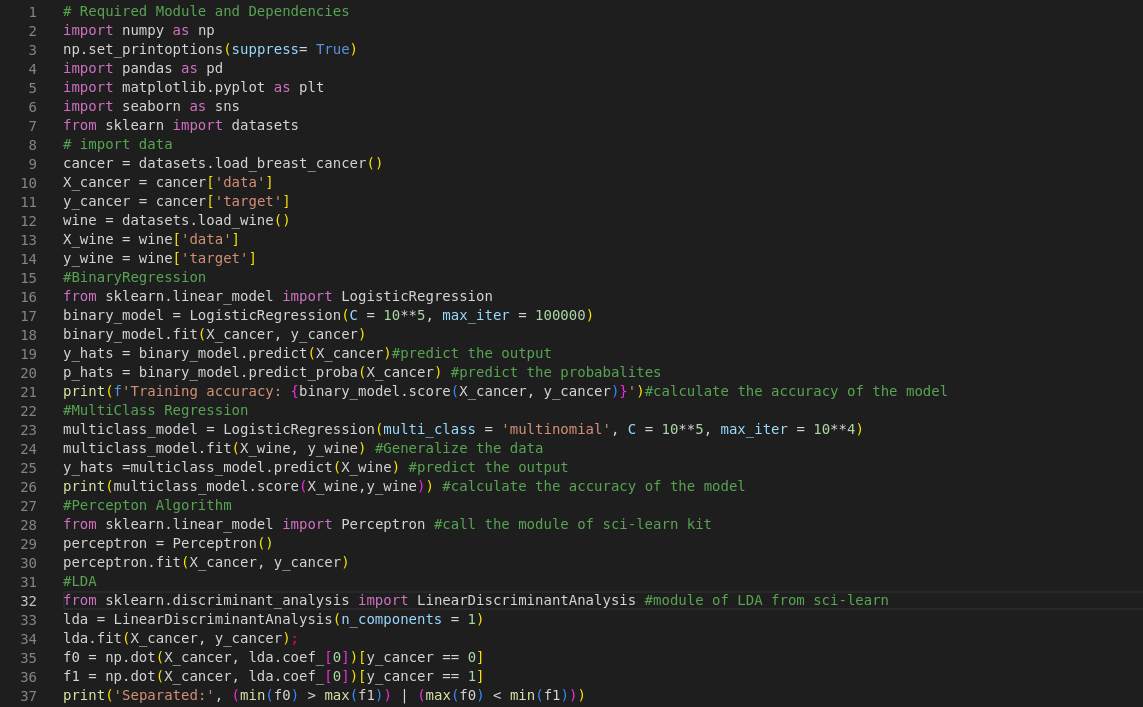 1 # Required Module and Dependencies
2 import numpy as np
3 np.set_printoptions(suppress= True)
4 import pandas as pd
5 import matplotlib.pyplot as plt
6 import seaborn as sns
7 from sklearn import datasets
8 # import data
9 cancer = datasets.load_breast_cancer()
10 X_cancer = cancer['data']
11 y_cancer = cancer['target']
12 wine = datasets.load_wine()
13 X_wine = wine['data']
14 y_wine = wine['target']
15 #BinaryRegression
16 from sklearn.linear_model import LogisticRegression
17 binary_model = LogisticRegression(C = 10**5, max_iter = 100000)
18 binary_model.fit(X_cancer, y_cancer)
19 y_hats = binary_model.predict(X_cancer)#predict the output
20 p_hats = binary_model.predict_proba(X_cancer) #predict the probabalites
21 print(f'Training accuracy: {binary_model.score(X_cancer, y_cancer)}')#calculate the accuracy of the model
22 #MultiClass Regression
23 multiclass_model = LogisticRegression(multi_class = 'multinomial', C = 10**5, max_iter = 10**4)
24 multiclass_model.fit(X_wine, y_wine) #Generalize the data
25 y_hats =multiclass_model.predict(X_wine) #predict the output
26 print(multiclass_model.score(X_wine,y_wine)) #calculate the accuracy of the model
27 #Percepton Algorithm
28 from sklearn.linear_model import Perceptron #call the module of sci-learn kit
29 perceptron = Perceptron()
30 perceptron.fit(X_cancer, y_cancer)
31 #LDA
32 from sklearn.discriminant_analysis import LinearDiscriminantAnalysis #module of LDA from sci-learn
33 lda = LinearDiscriminantAnalysis(n_components = 1)
34 lda.fit(X_cancer, y_cancer);
35 f0 = np.dot(X_cancer, lda.coef_[0])[y_cancer == 0]
36 f1 = np.dot(X_cancer, lda.coef_[0])[y_cancer == 1]
37 print('Separated:', (min(f0) > max(f1)) | (max(f0) < min(f1)))